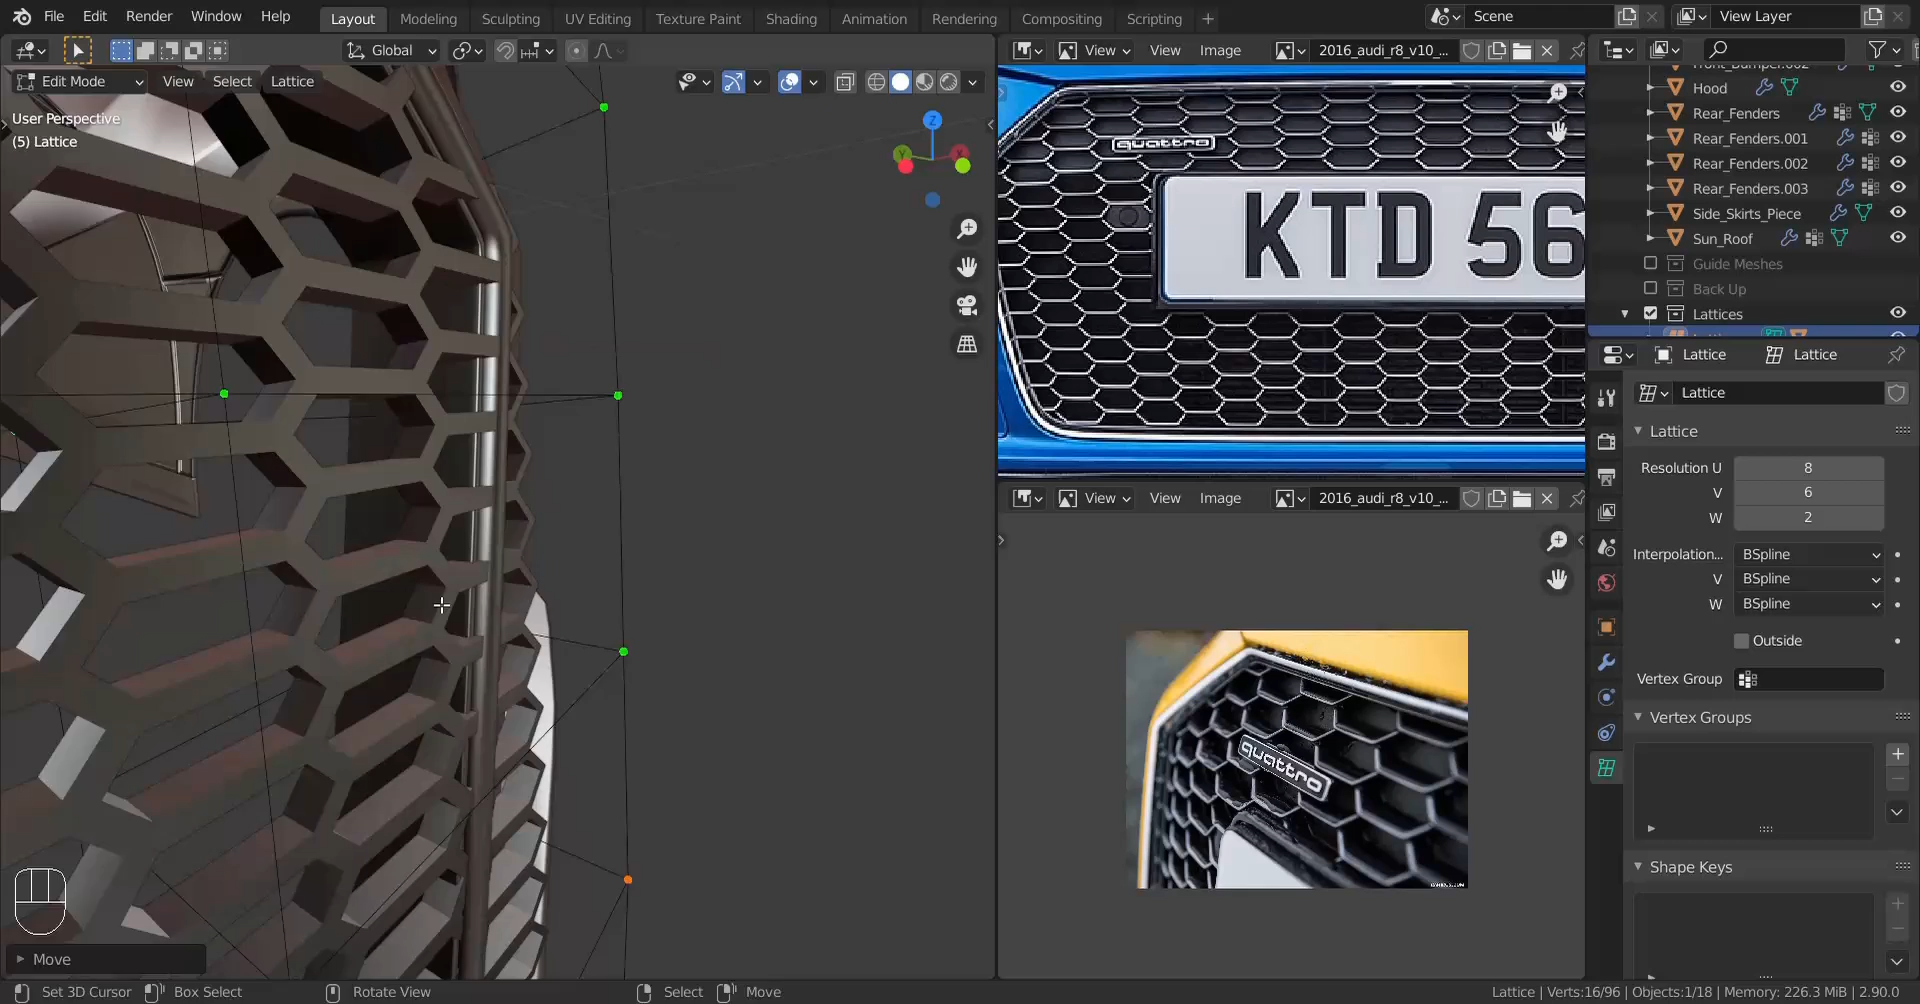 File Edit Render Window Help
Layout Modeling Sculpting UV Editing Texture Paint Shading Animation Rendering Compositing Scripting +
Scene
View Layer
Global
Edit Mode View Select Lattice
User Perspective
(5) Lattice
Z
Y
X
Move
View View Image 2016_audi_r8_v10_...
quattro
KTD 56
View View Image 2016_audi_r8_v10_...
quattro
Front_Bumper.002
Hood
Rear_Fenders
Rear_Fenders.001
Rear_Fenders.002
Rear_Fenders.003
Side_Skirts_Piece
Sun_Roof
Guide Meshes
Back Up
Lattices
Lattice Lattice
Lattice
Lattice
Resolution U 8
V 6
W 2
Interpolation... BSpline
V BSpline
W BSpline
Outside
Vertex Group
Vertex Groups
Shape Keys
Set 3D Cursor Box Select Rotate View Select Move
Lattice | Verts:16/96 | Objects:1/18 | Memory: 226.3 MiB | 2.90.0